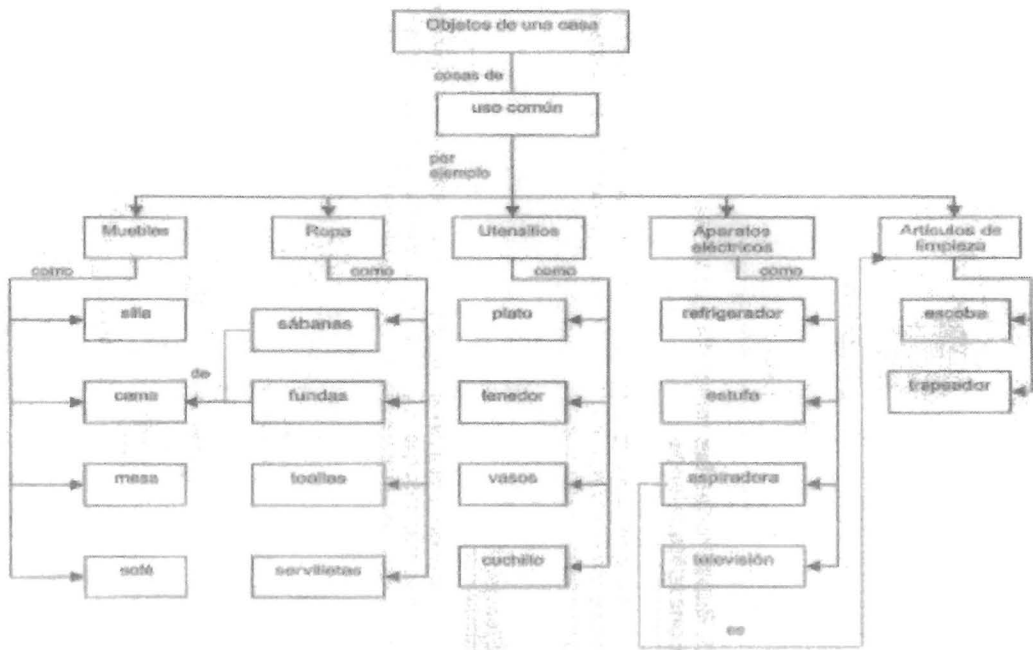 Objetos de una casa
cosas de
uso común
por
ejemplo
Muebles
Ropa
Utensilios
Aparatos
eléctricos
Artículos de
limpieza
como
como
como
como
silla
sábanas
plato
refrigerador
escoba
de
cama
fundas
tenedor
estufa
trapeador
mesa
toallas
vasos
aspiradora
sofá
servilletas
cuchillo
televisión
es